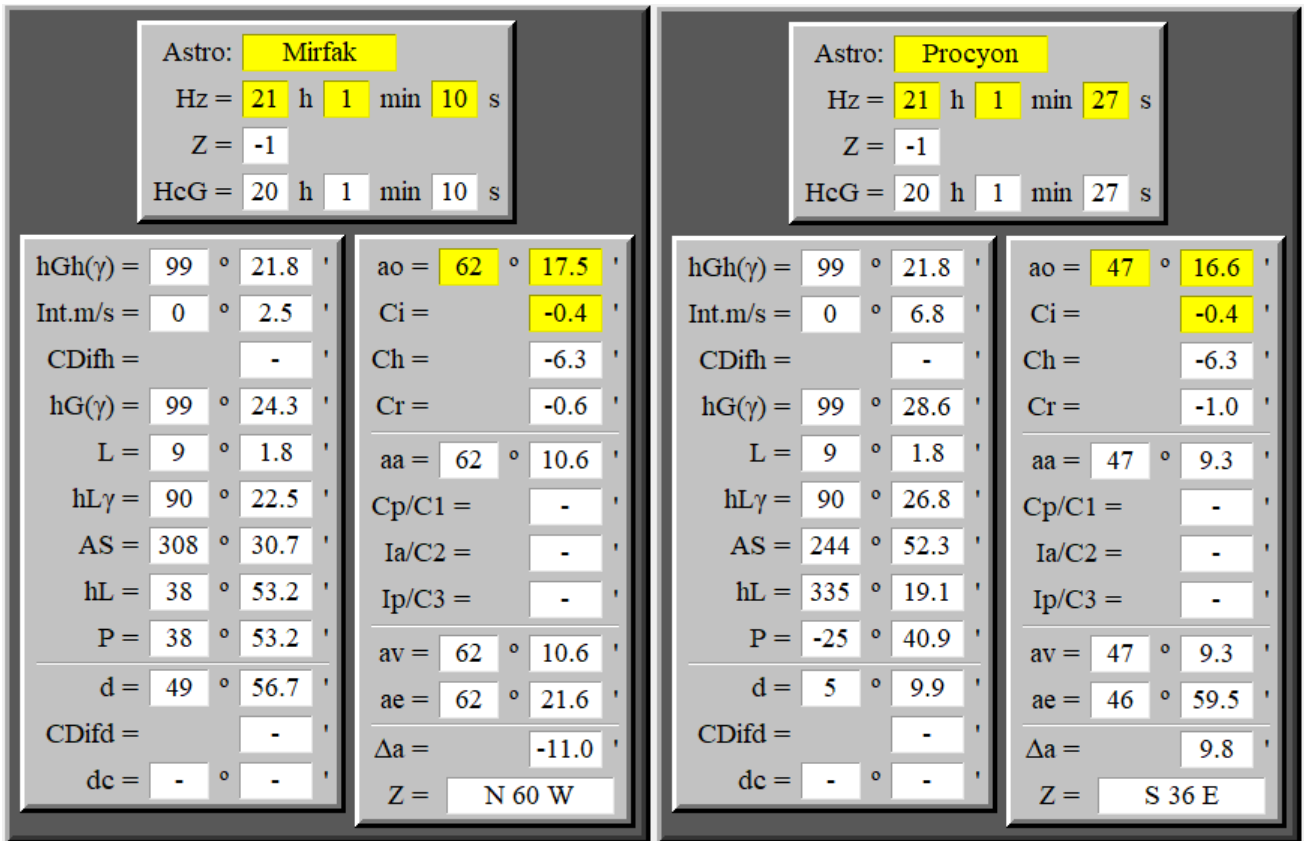 Astro: Mirfak
Hz = 21 h 1 min 10 s
Z = -1
HcG = 20 h 1 min 10 s
hGh(γ) = 99 º 21.8 '
Int.m/s = 0 º 2.5 '
CDifh = - '
hG(γ) = 99 º 24.3 '
L = 9 º 1.8 '
hLγ = 90 º 22.5 '
AS = 308 º 30.7 '
hL = 38 º 53.2 '
P = 38 º 53.2 '
d = 49 º 56.7 '
CDifd = - '
dc = - º - '
ao = 62 º 17.5 '
Ci = -0.4 '
Ch = -6.3 '
Cr = -0.6 '
aa = 62 º 10.6 '
Cp/C1 = - '
Ia/C2 = - '
Ip/C3 = - '
av = 62 º 10.6 '
ae = 62 º 21.6 '
Δa = -11.0 '
Z = N 60 W
Astro: Procyon
Hz = 21 h 1 min 27 s
Z = -1
HcG = 20 h 1 min 27 s
hGh(γ) = 99 º 21.8 '
Int.m/s = 0 º 6.8 '
CDifh = - '
hG(γ) = 99 º 28.6 '
L = 9 º 1.8 '
hLγ = 90 º 26.8 '
AS = 244 º 52.3 '
hL = 335 º 19.1 '
P = -25 º 40.9 '
d = 5 º 9.9 '
CDifd = - '
dc = - º - '
ao = 47 º 16.6 '
Ci = -0.4 '
Ch = -6.3 '
Cr = -1.0 '
aa = 47 º 9.3 '
Cp/C1 = - '
Ia/C2 = - '
Ip/C3 = - '
av = 47 º 9.3 '
ae = 46 º 59.5 '
Δa = 9.8 '
Z = S 36 E